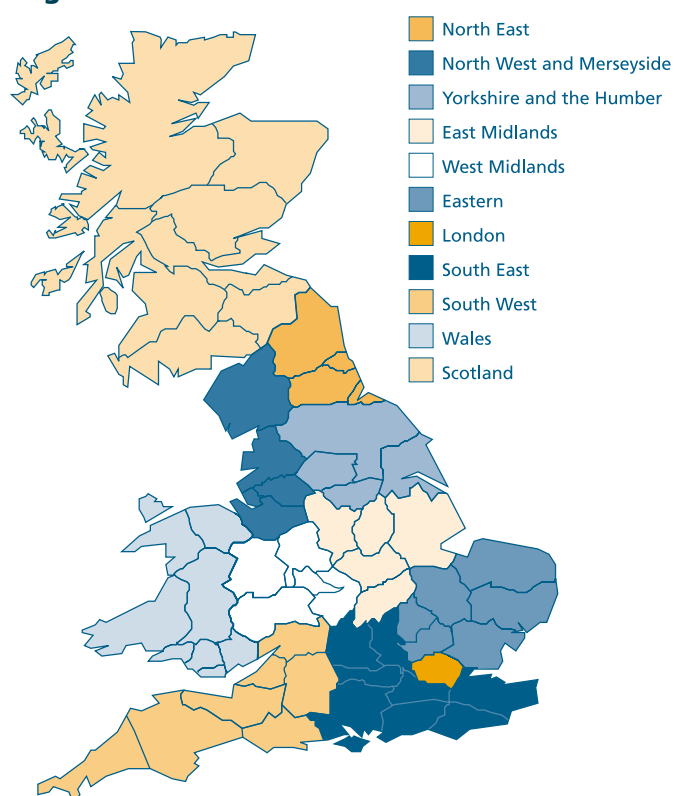 North East
North West and Merseyside
Yorkshire and the Humber
East Midlands
West Midlands
Eastern
London
South East
South West
Wales
Scotland